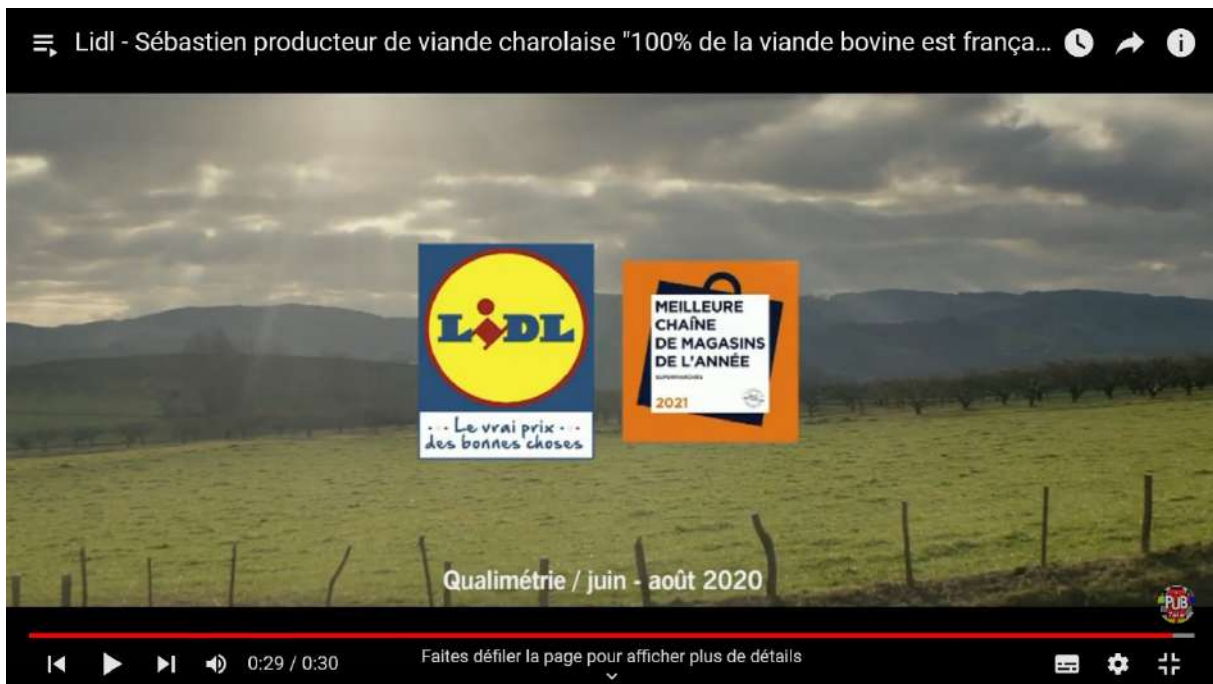 Lidl - Sébastien producteur de viande charolaise "100% de la viande bovine est frança...
LiDL
Le vrai prix
des bonnes choses
MEILLEURE
CHAÎNE
DE MAGASINS
DE L'ANNÉE
SUPERMARCHÉS
2021
Qualimétrie / juin - août 2020
PUB
0:29 / 0:30
Faites défiler la page pour afficher plus de détails